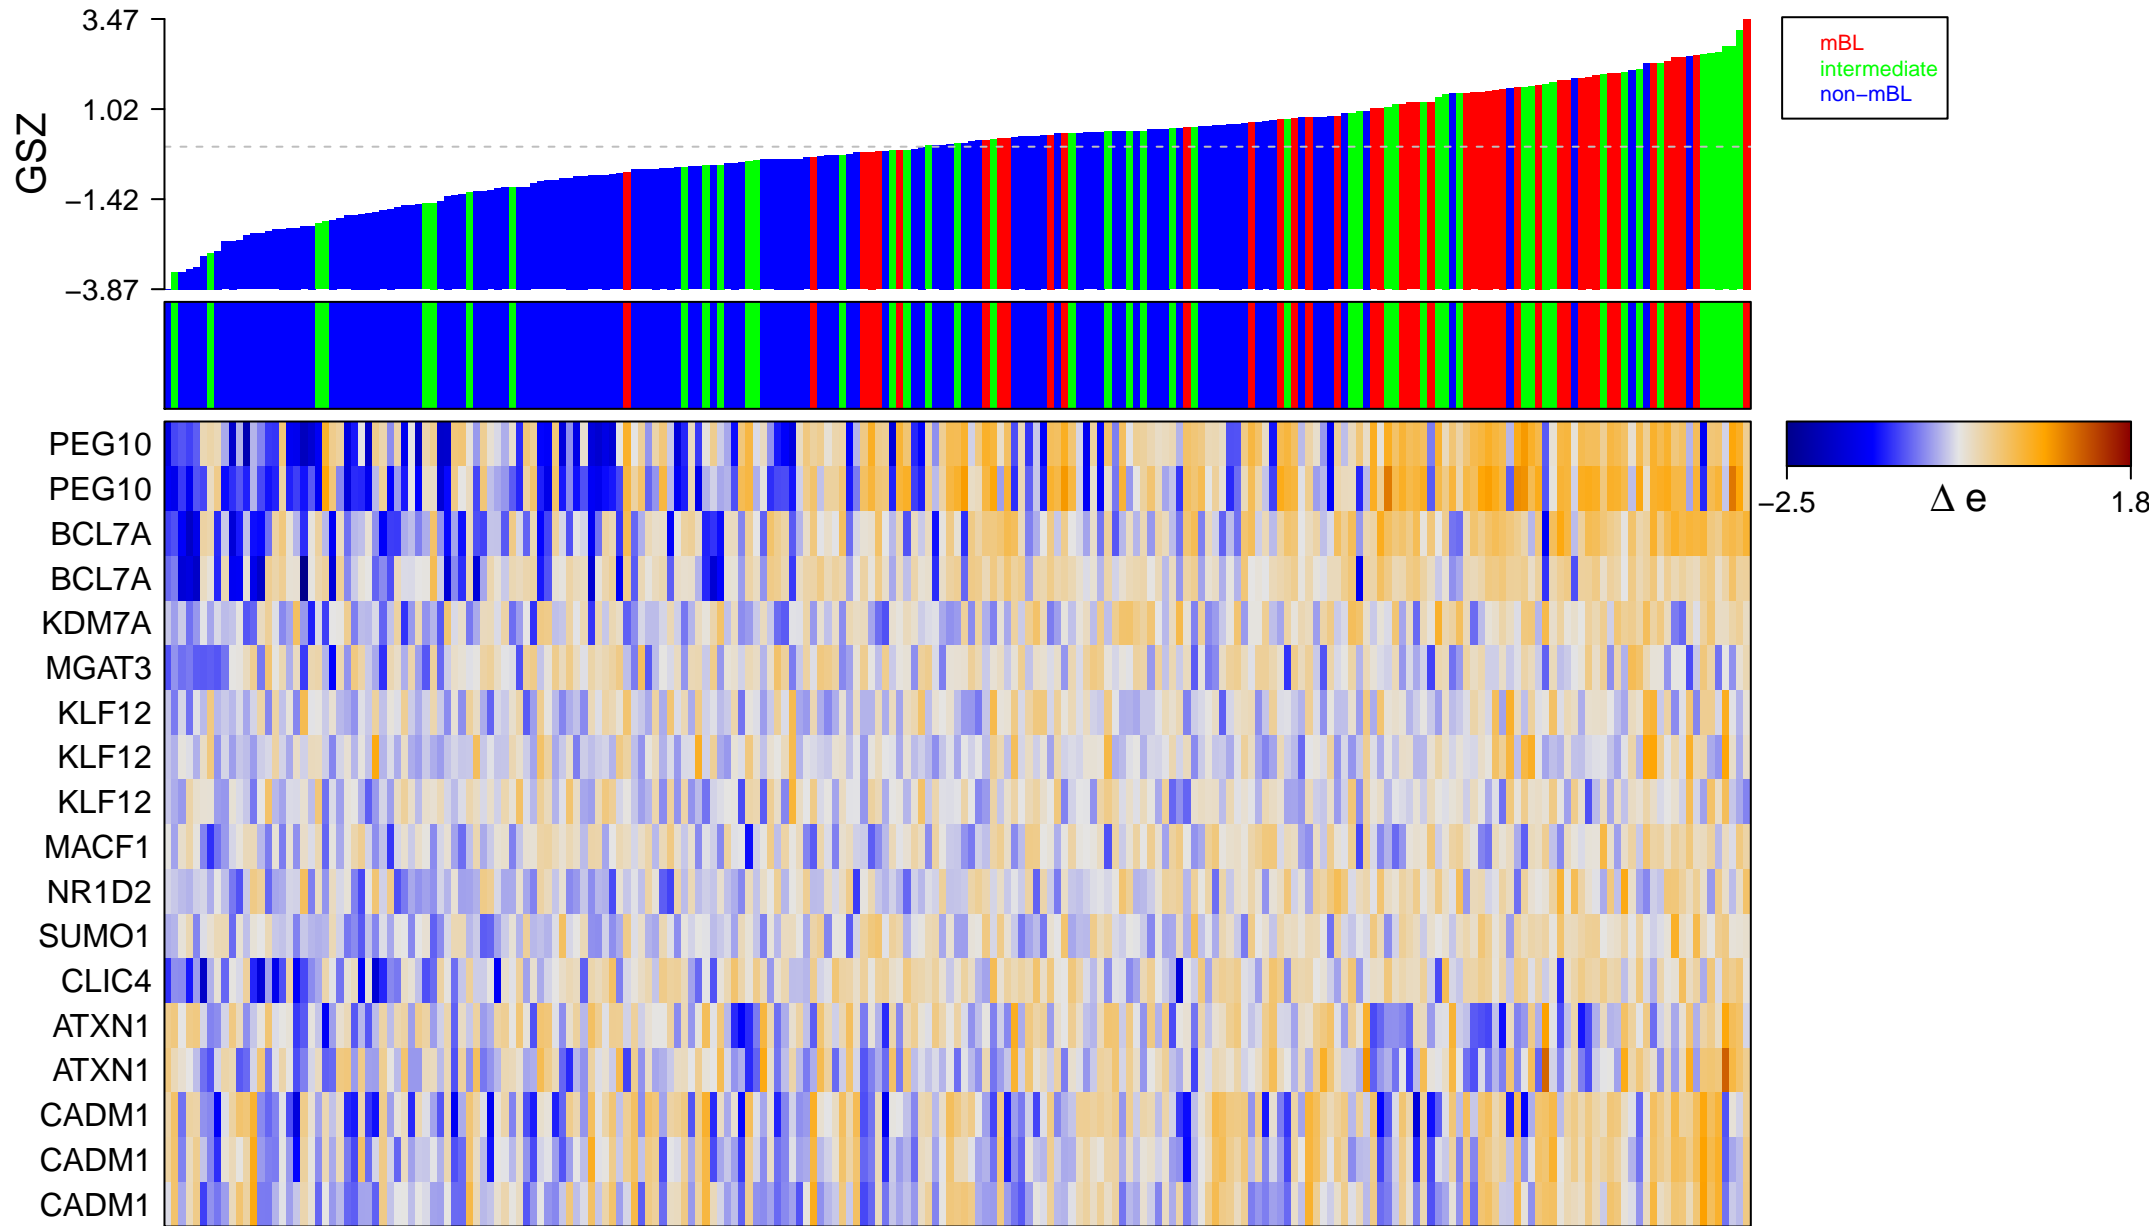 3.47
1.02
−1.42
−3.87
GSZ
mBL
intermediate
non−mBL
PEG10
PEG10
BCL7A
BCL7A
KDM7A
MGAT3
KLF12
KLF12
KLF12
MACF1
NR1D2
SUMO1
CLIC4
ATXN1
ATXN1
CADM1
CADM1
CADM1
−2.5
Δ e
1.8